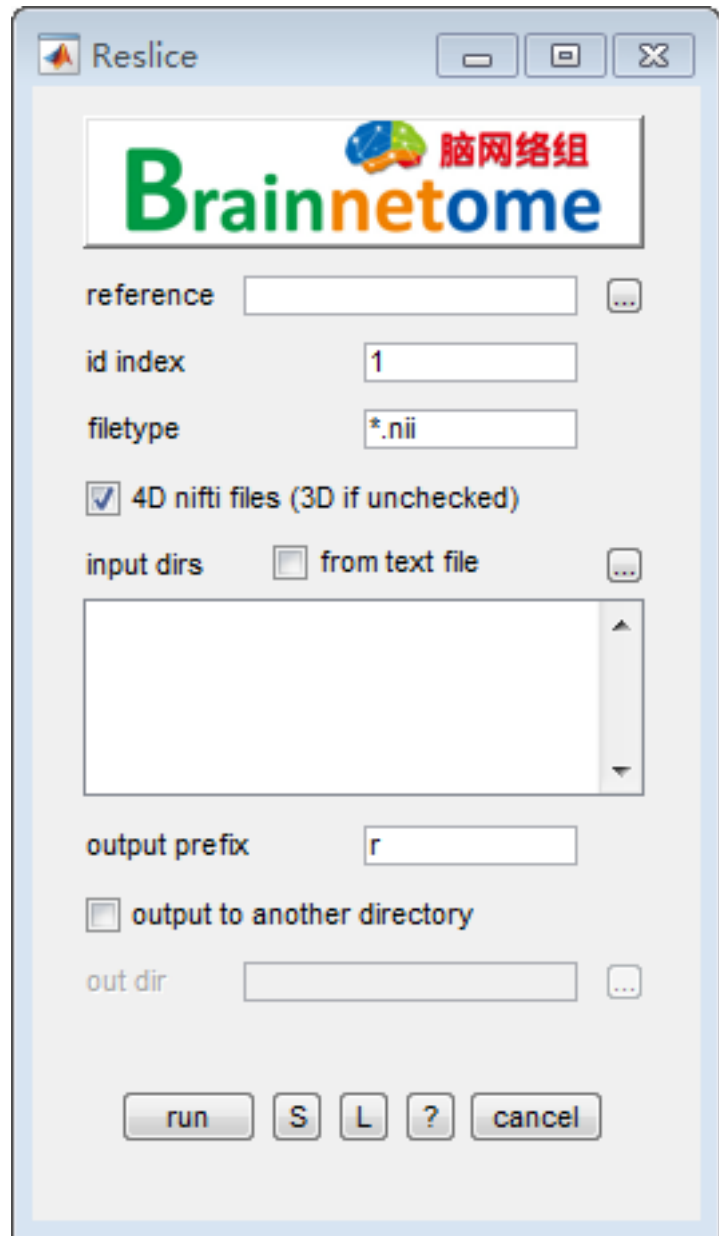 Reslice
脑网络组
Brainnetome
reference ...
id index 1
filetype *.nii
4D nifti files (3D if unchecked)
input dirs from text file ...
output prefix r
output to another directory
out dir ...
run S L ? cancel